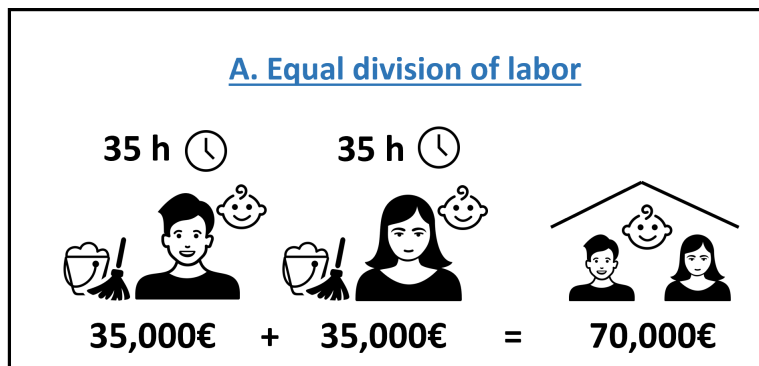 A. Equal division of labor
35 h 35 h
35,000€ + 35,000€ = 70,000€